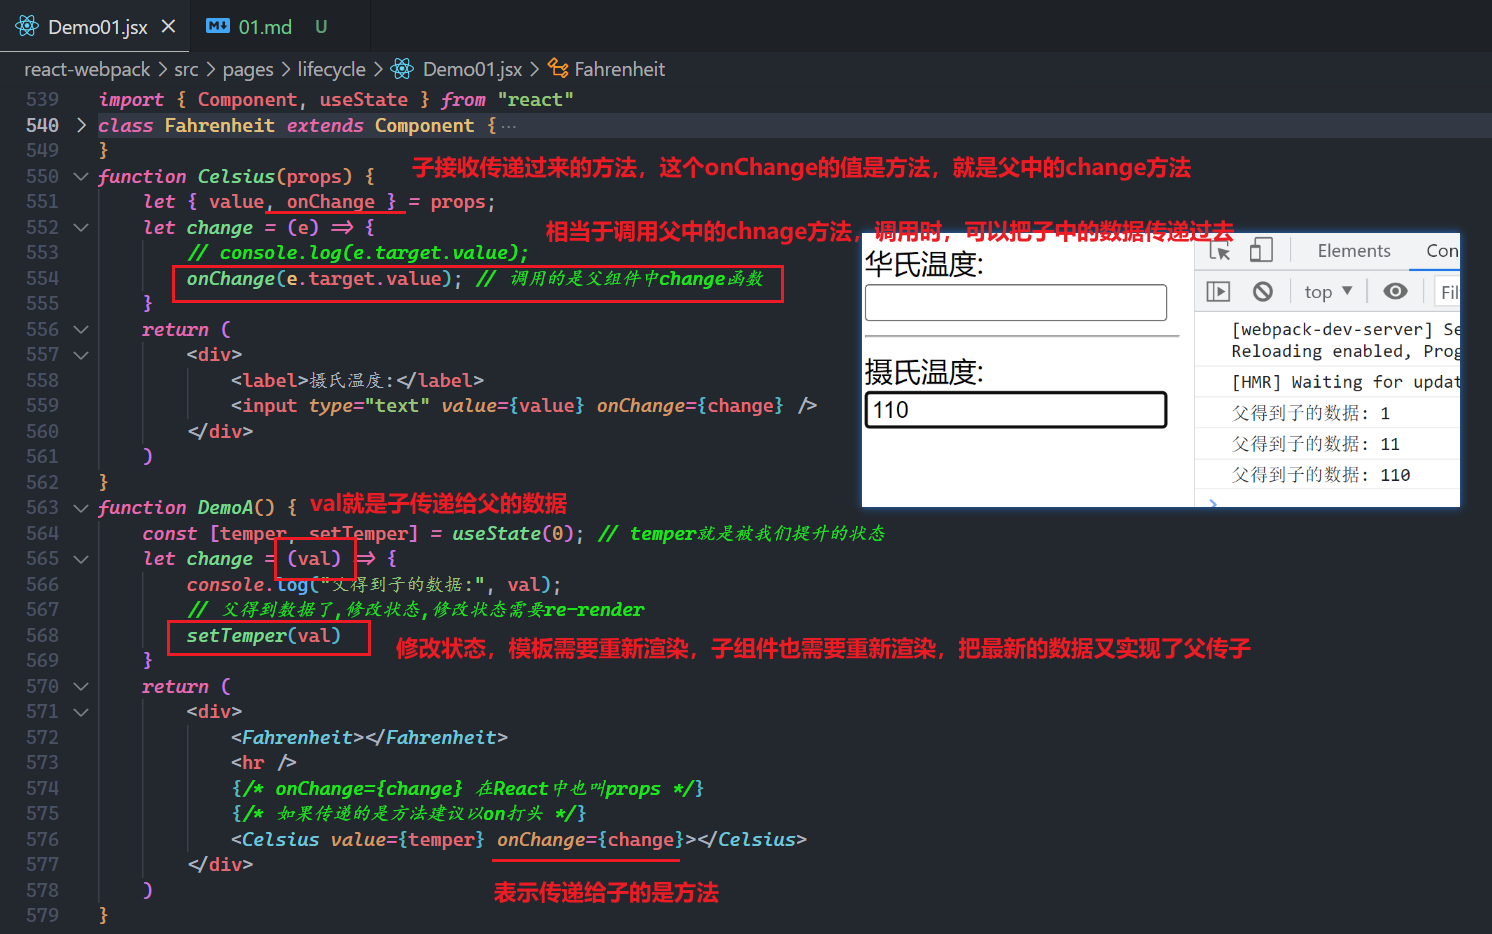 Demo01.jsx
01.md U
react-webpack > src > pages > lifecycle > Demo01.jsx > Fahrenheit
539 import { Component, useState } from "react"
540 class Fahrenheit extends Component {···
549 }
子接收传递过来的方法，这个onChange的值是方法，就是父中的change方法
550 function Celsius(props) {
551 let { value, onChange } = props;
552 let change = (e) => {
相当于调用父中的chnage方法，调用时，可以把子中的数据传递过去
553 // console.log(e.target.value);
554 onChange(e.target.value); // 调用的是父组件中change函数
555 }
556 return (
557 <div>
558 <label>摄氏温度:</label>
559 <input type="text" value={value} onChange={change} />
560 </div>
561 )
562 }
华氏温度:
摄氏温度:
110
Elements Con
top Fil
[webpack-dev-server] Se
Reloading enabled, Prog
[HMR] Waiting for updat
父得到子的数据: 1
父得到子的数据: 11
父得到子的数据: 110
val就是子传递给父的数据
563 function DemoA() {
564 const [temper, setTemper] = useState(0); // temper就是被我们提升的状态
565 let change = (val) => {
566 console.log("父得到子的数据:", val);
567 // 父得到数据了,修改状态,修改状态需要re-render
568 setTemper(val)
修改状态，模板需要重新渲染，子组件也需要重新渲染，把最新的数据又实现了父传子
569 }
570 return (
571 <div>
572 <Fahrenheit></Fahrenheit>
573 <hr />
574 {/* onChange={change} 在React中也叫props */}
575 {/* 如果传递的是方法建议以on打头 */}
576 <Celsius value={temper} onChange={change}></Celsius>
577 </div>
表示传递给子的是方法
578 )
579 }